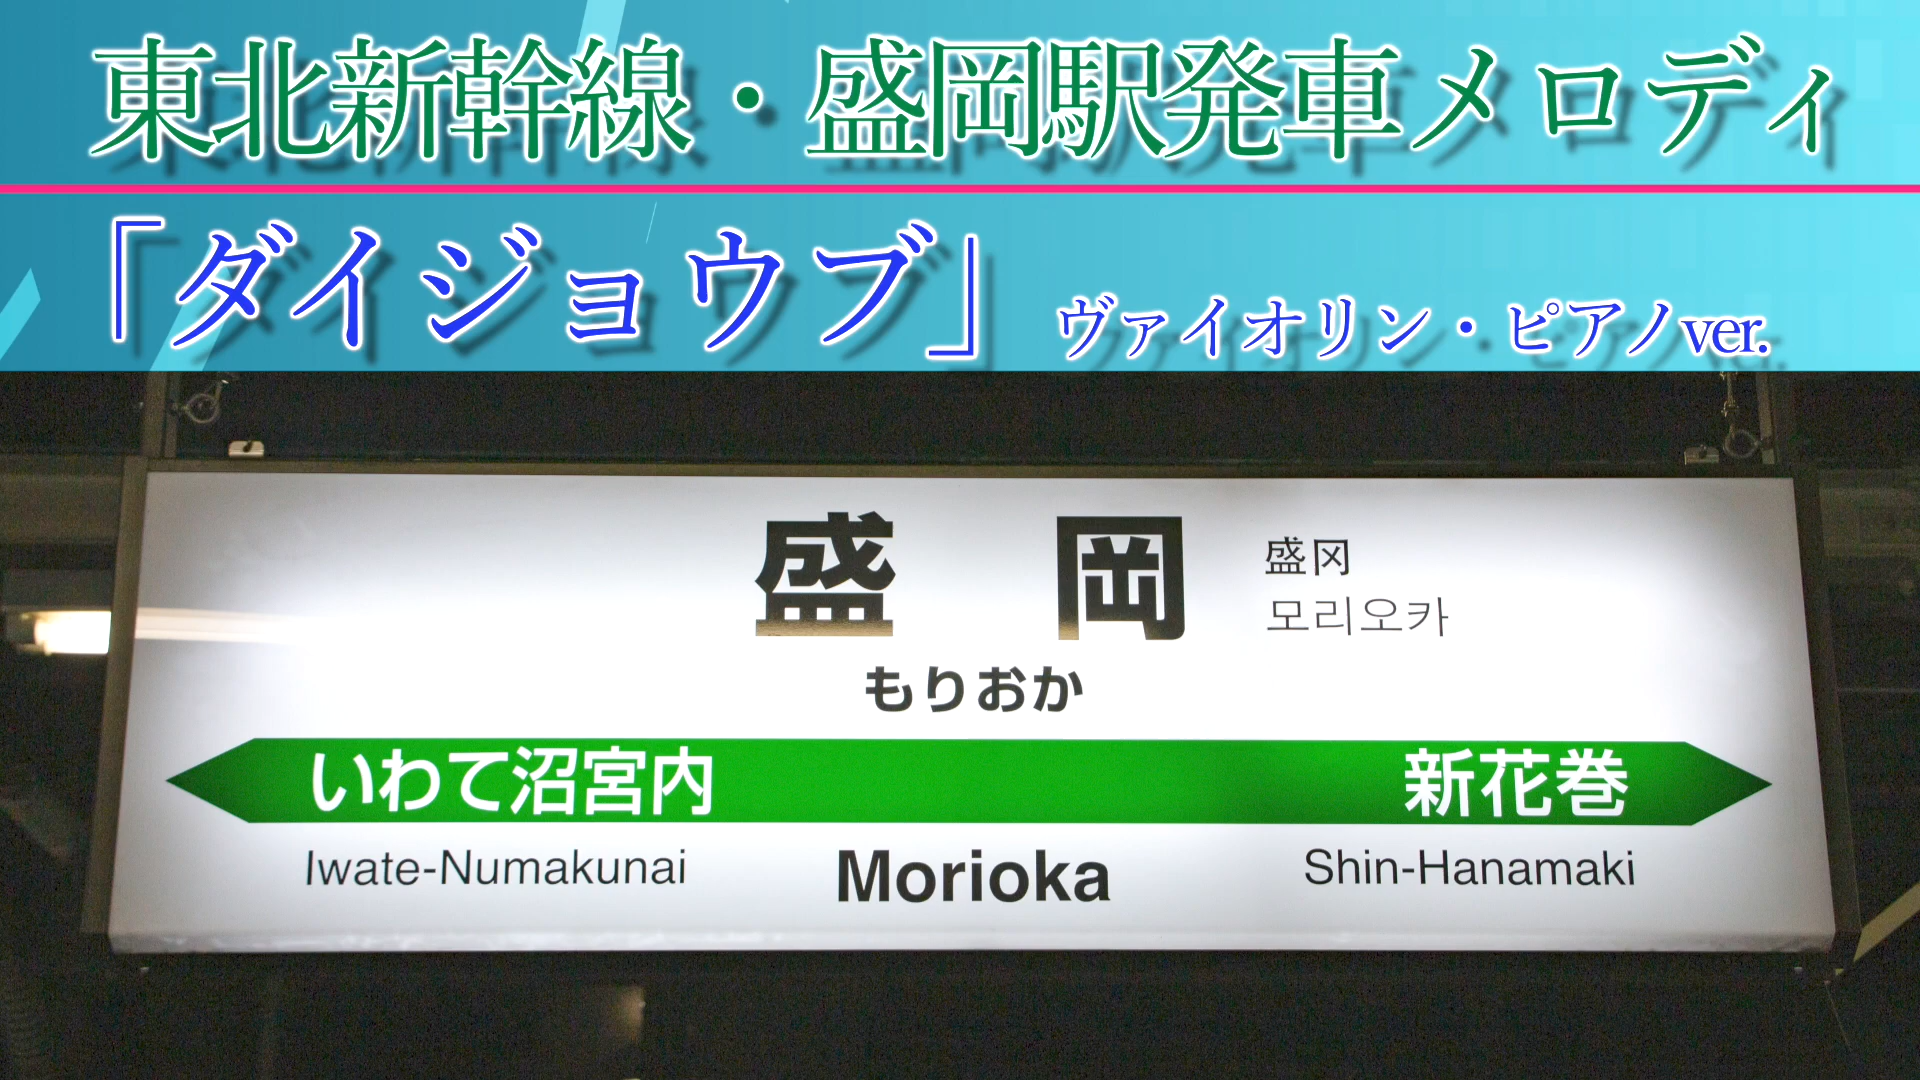 東北新幹線・盛岡駅発車メロディ
「ダイジョウブ」 ヴァイオリン・ピアノver.
盛岡 盛冈
모리오카
もりおか
いわて沼宮内 新花巻
Iwate-Numakunai Morioka Shin-Hanamaki